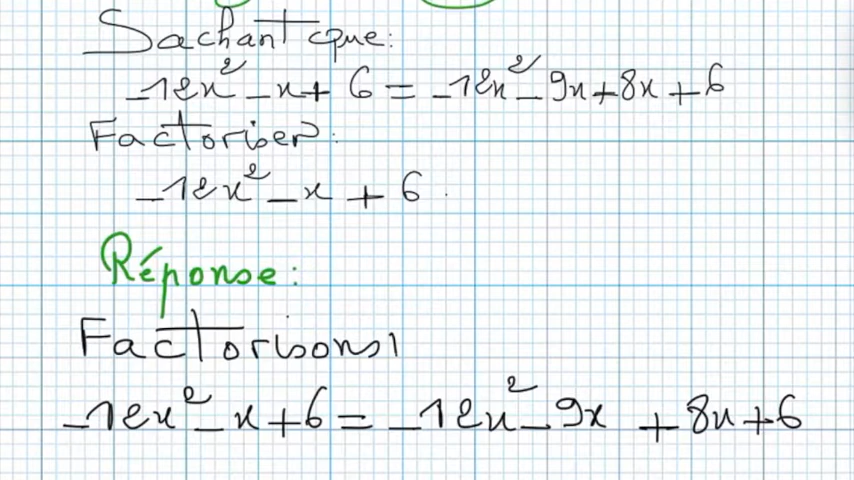 Sachant que:
-12x² - x + 6 = -12x² - 9x + 8x + 6
Factoriser:
-12x² - x + 6.
Réponse:
Factorisons
-12x² - x + 6 = -12x² - 9x + 8x + 6